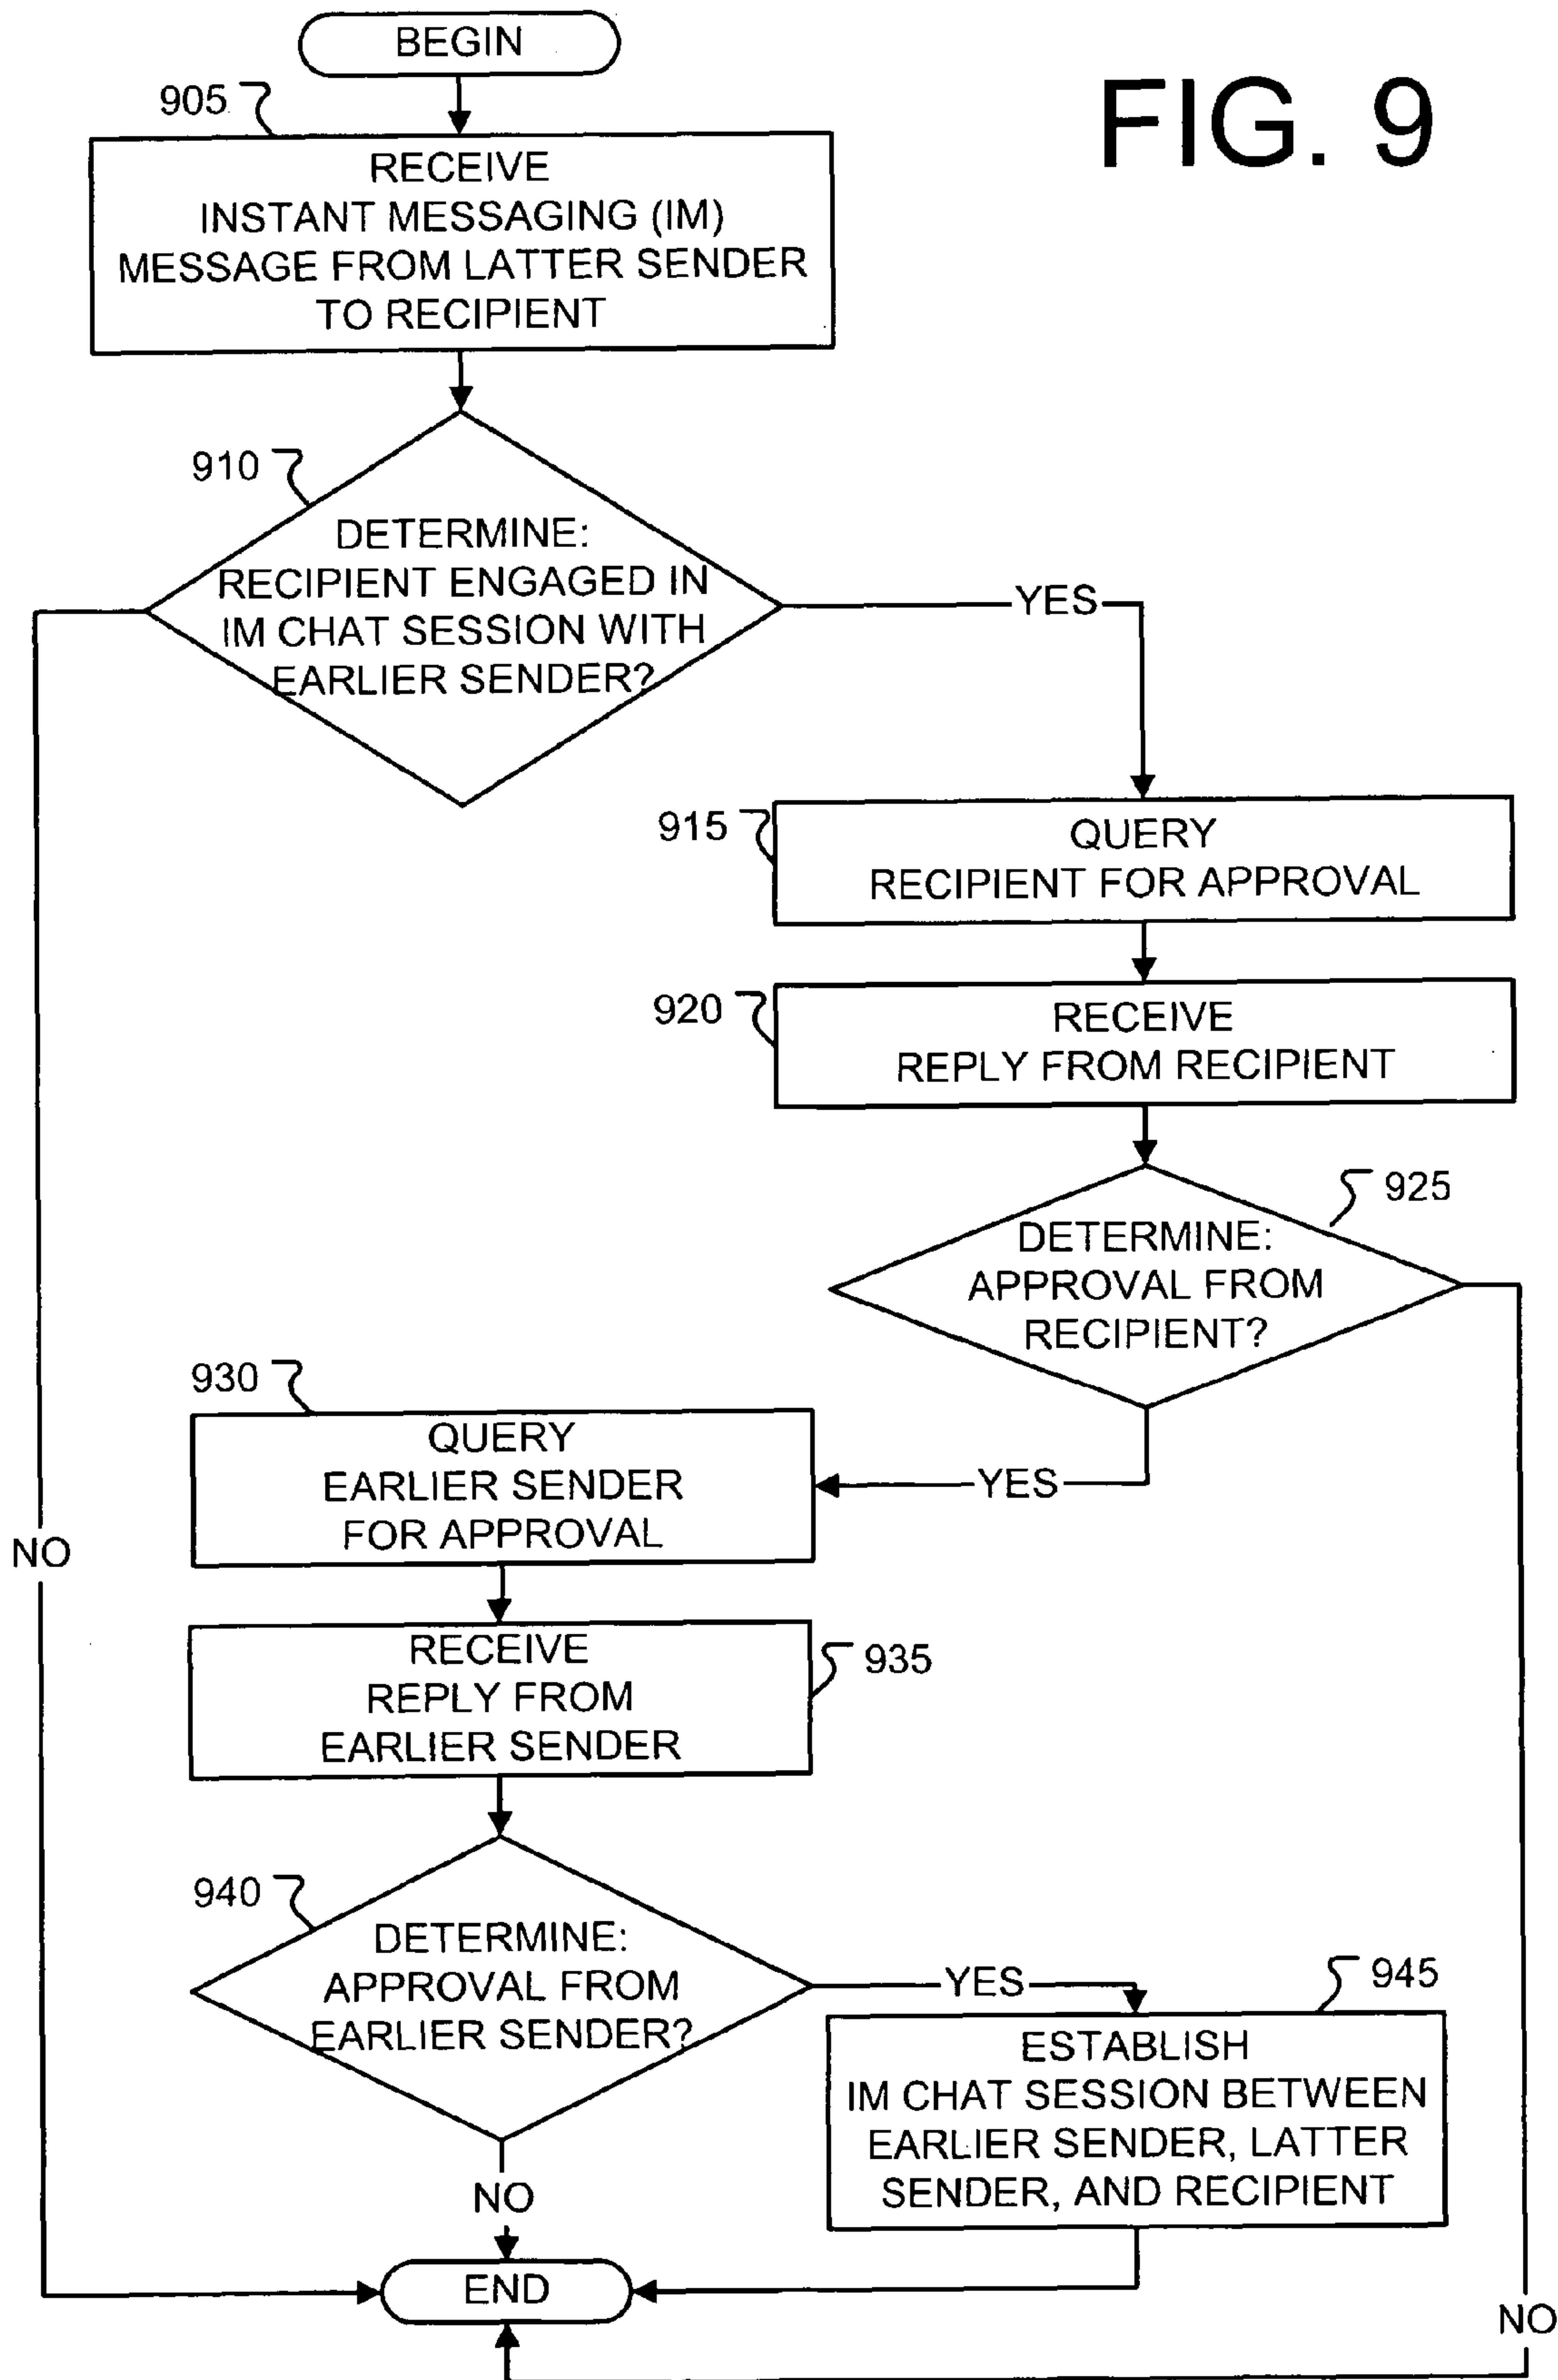 BEGIN
FIG. 9
905
RECEIVE
INSTANT MESSAGING (IM)
MESSAGE FROM LATTER SENDER
TO RECIPIENT
910
DETERMINE:
RECIPIENT ENGAGED IN
IM CHAT SESSION WITH
EARLIER SENDER?
YES
915
QUERY
RECIPIENT FOR APPROVAL
920
RECEIVE
REPLY FROM RECIPIENT
925
DETERMINE:
APPROVAL FROM
RECIPIENT?
YES
930
QUERY
EARLIER SENDER
FOR APPROVAL
NO
935
RECEIVE
REPLY FROM
EARLIER SENDER
940
DETERMINE:
APPROVAL FROM
EARLIER SENDER?
YES
945
ESTABLISH
IM CHAT SESSION BETWEEN
EARLIER SENDER, LATTER
SENDER, AND RECIPIENT
NO
END
NO